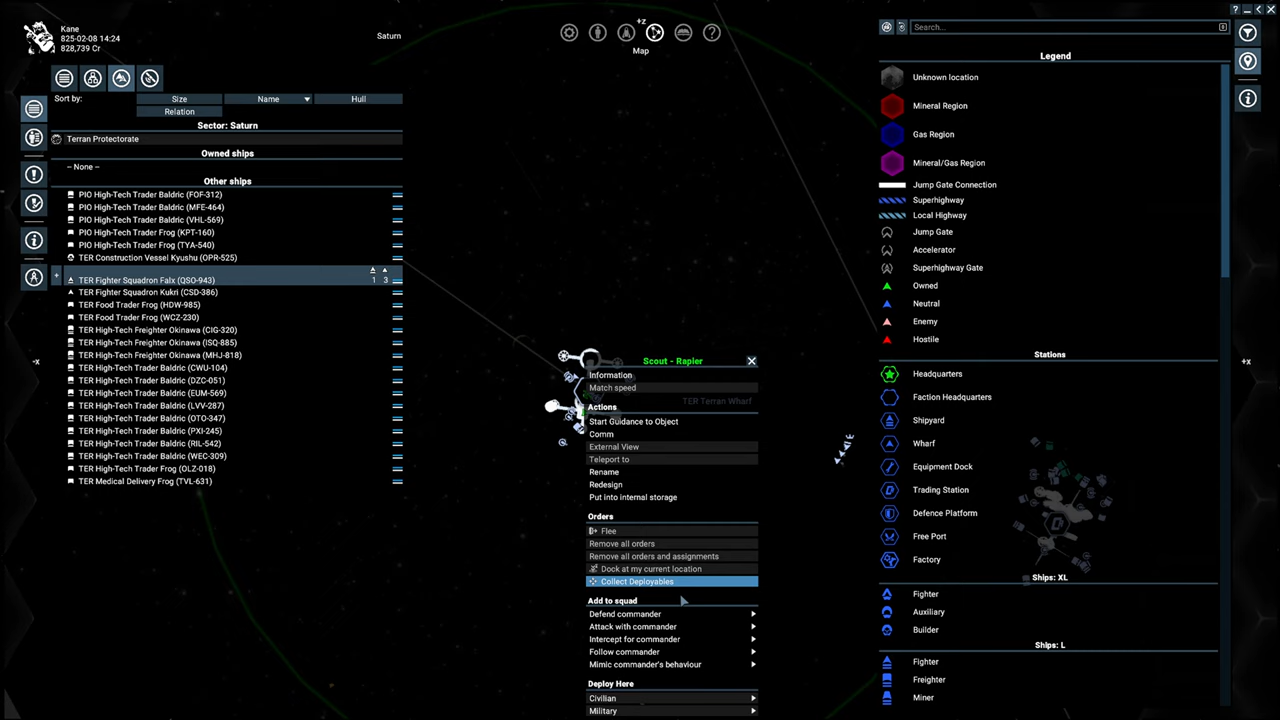 Kane
825-02-08 14:24
828,739 Cr
Saturn
+z
Map
Sort by:
Size
Name
Hull
Relation
Sector: Saturn
Terran Protectorate
Owned ships
-- None --
Other ships
PIO High-Tech Trader Baldric (FOF-312)
PIO High-Tech Trader Baldric (MFE-464)
PIO High-Tech Trader Baldric (VHL-569)
PIO High-Tech Trader Frog (KPT-160)
PIO High-Tech Trader Frog (TYA-540)
TER Construction Vessel Kyushu (OPR-525)
+
TER Fighter Squadron Falx (QSO-943)
1 3
TER Fighter Squadron Kukri (CSD-386)
TER Food Trader Frog (HDW-985)
TER Food Trader Frog (WCZ-230)
TER High-Tech Freighter Okinawa (CIG-320)
TER High-Tech Freighter Okinawa (ISQ-885)
TER High-Tech Freighter Okinawa (MHJ-818)
TER High-Tech Trader Baldric (CWU-104)
TER High-Tech Trader Baldric (DZC-051)
TER High-Tech Trader Baldric (EUM-569)
TER High-Tech Trader Baldric (LVV-287)
TER High-Tech Trader Baldric (OTO-347)
TER High-Tech Trader Baldric (PXI-245)
TER High-Tech Trader Baldric (RIL-542)
TER High-Tech Trader Baldric (WEC-309)
TER High-Tech Trader Frog (OLZ-018)
TER Medical Delivery Frog (TVL-631)
-x
Scout - Rapier
Information
Match speed
TER Terran Wharf
Actions
Start Guidance to Object
Comm
External View
Teleport to
Rename
Redesign
Put into internal storage
Orders
Flee
Remove all orders
Remove all orders and assignments
Dock at my current location
Collect Deployables
Add to squad
Defend commander
Attack with commander
Intercept for commander
Follow commander
Mimic commander's behaviour
Deploy Here
Civilian
Military
Search...
Legend
Unknown location
Mineral Region
Gas Region
Mineral/Gas Region
Jump Gate Connection
Superhighway
Local Highway
Jump Gate
Accelerator
Superhighway Gate
Owned
Neutral
Enemy
Hostile
Stations
Headquarters
Faction Headquarters
Shipyard
Wharf
Equipment Dock
Trading Station
Defence Platform
Free Port
Factory
Ships: XL
Fighter
Auxiliary
Builder
Ships: L
Fighter
Freighter
Miner
+x